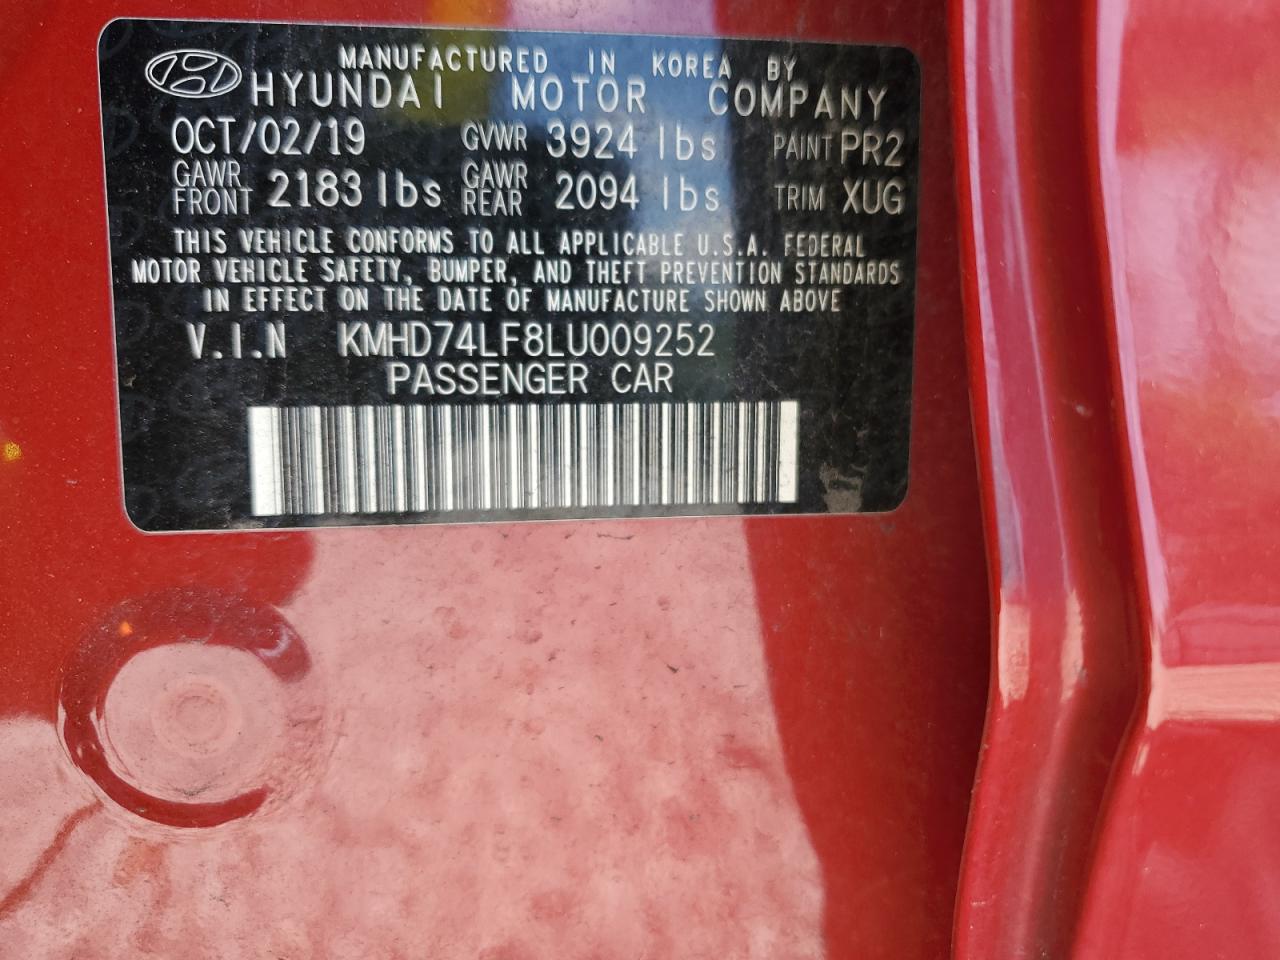 MANUFACTURED IN KOREA BY
HYUNDAI MOTOR COMPANY
OCT/02/19 GVWR 3924 lbs PAINT PR2
GAWR FRONT 2183 lbs GAWR REAR 2094 lbs TRIM XUG
THIS VEHICLE CONFORMS TO ALL APPLICABLE U.S.A. FEDERAL
MOTOR VEHICLE SAFETY, BUMPER, AND THEFT PREVENTION STANDARDS
IN EFFECT ON THE DATE OF MANUFACTURE SHOWN ABOVE
V.I.N KMHD74LF8LU009252
PASSENGER CAR